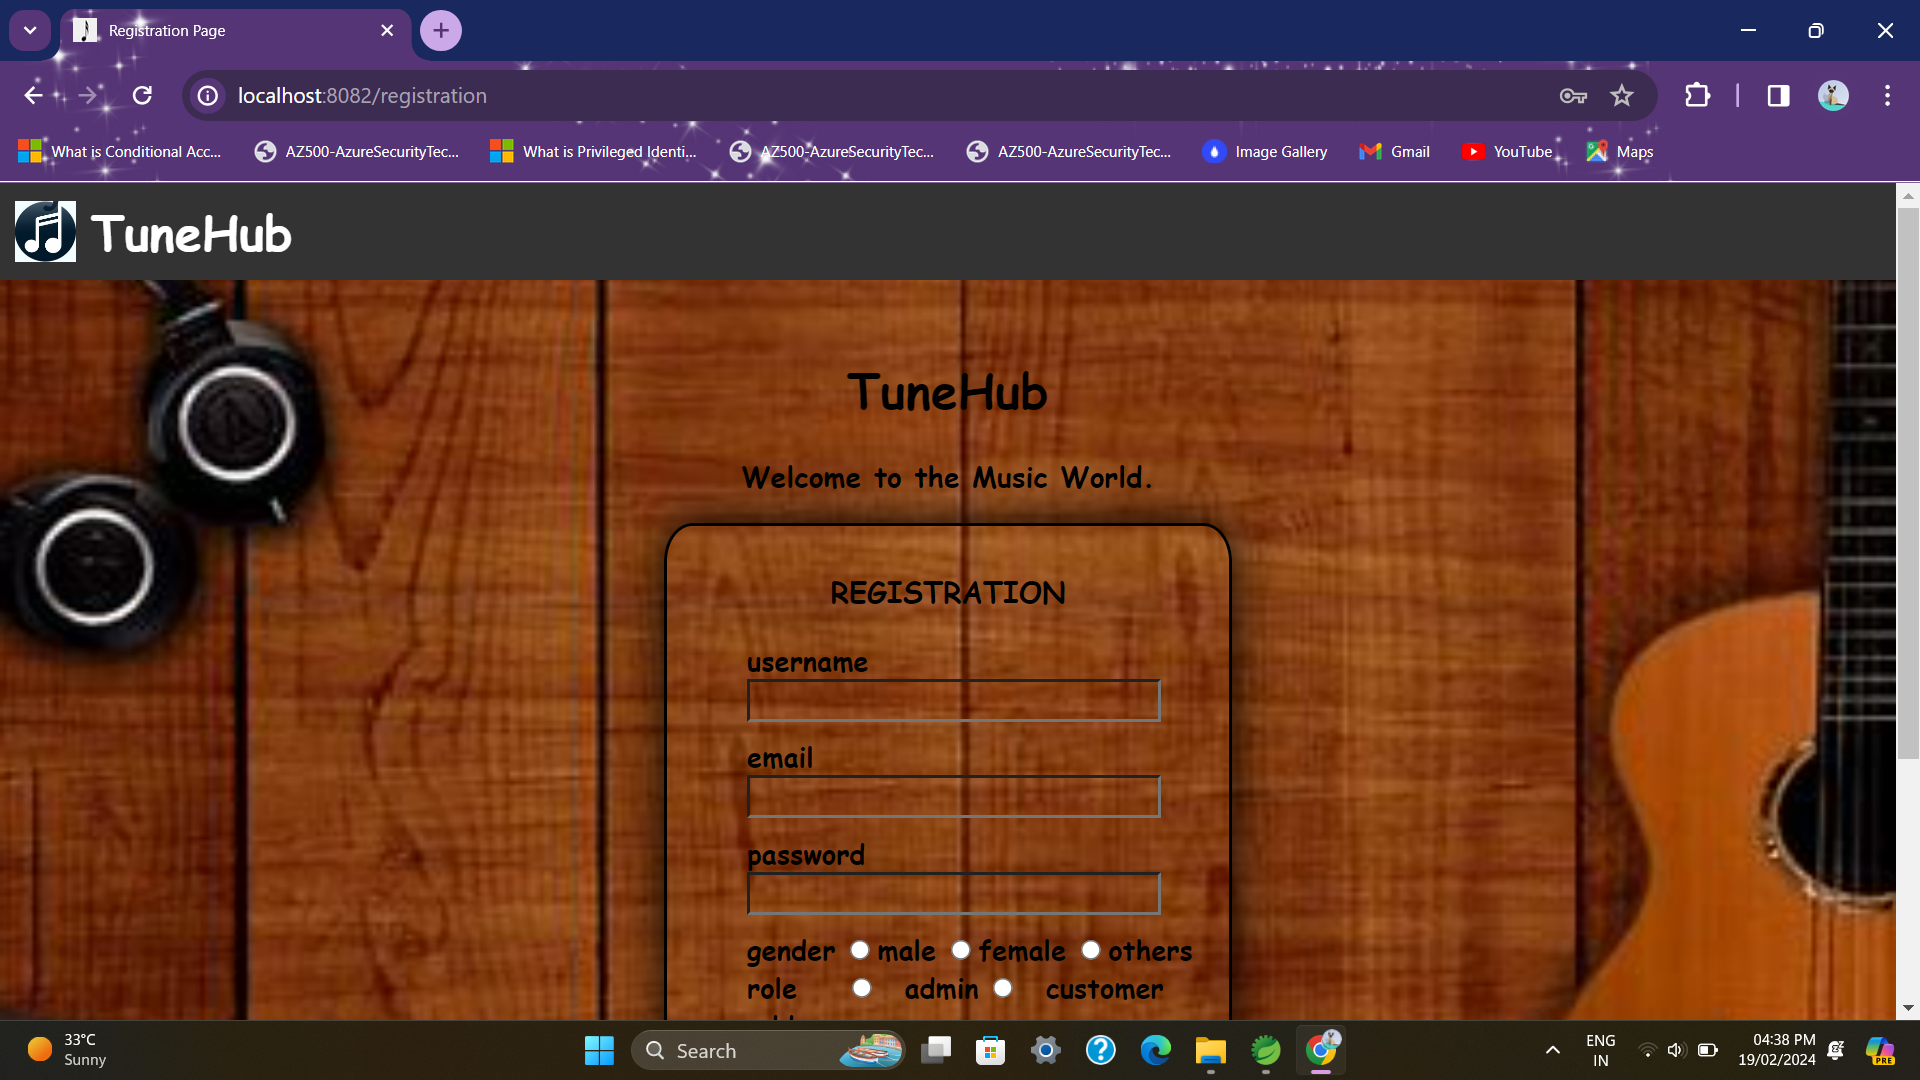 Registration Page
localhost:8082/registration
What is Conditional Acc...
AZ500-AzureSecurityTec...
What is Privileged Identi...
AZ500-AzureSecurityTec...
AZ500-AzureSecurityTec...
Image Gallery
Gmail
YouTube
Maps
TuneHub
TuneHub
Welcome to the Music World.
REGISTRATION
username
email
password
gender male female others
role admin customer
33°C
Sunny
Search
ENG
IN
04:38 PM
19/02/2024
PRE